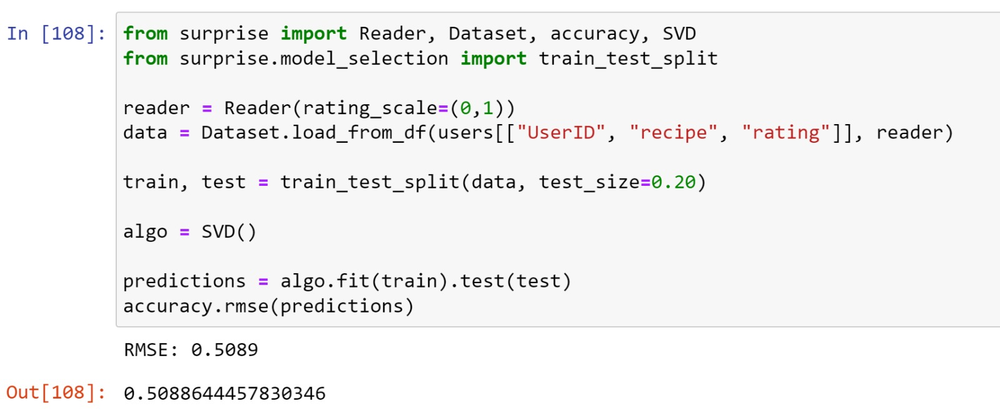 In [108]: from surprise import Reader, Dataset, accuracy, SVD
from surprise.model_selection import train_test_split
reader = Reader(rating_scale=(0,1))
data = Dataset.load_from_df(users[["UserID", "recipe", "rating"]], reader)
train, test = train_test_split(data, test_size=0.20)
algo = SVD()
predictions = algo.fit(train).test(test)
accuracy.rmse(predictions)
RMSE: 0.5089
Out[108]: 0.5088644457830346